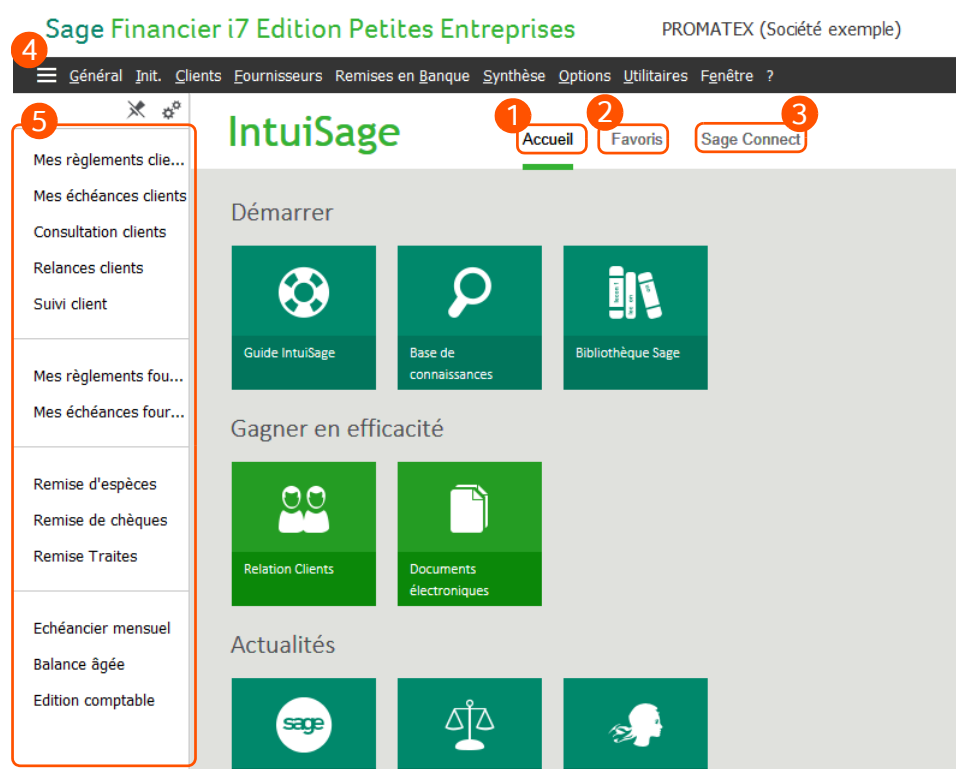 Sage Financier i7 Edition Petites Entreprises
PROMATEX (Société exemple)
4
Général Init. Clients Fournisseurs Remises en Banque Synthèse Options Utilitaires Fenêtre ?
5
IntuiSage
1
Accueil
2
Favoris
3
Sage Connect
Mes règlements clie...
Mes échéances clients
Consultation clients
Relances clients
Suivi client
Mes règlements fou...
Mes échéances four...
Remise d'espèces
Remise de chèques
Remise Traites
Echéancier mensuel
Balance âgée
Edition comptable
Démarrer
Guide IntuiSage
Base de
connaissances
Bibliothèque Sage
Gagner en efficacité
Relation Clients
Documents
électroniques
Actualités
sage